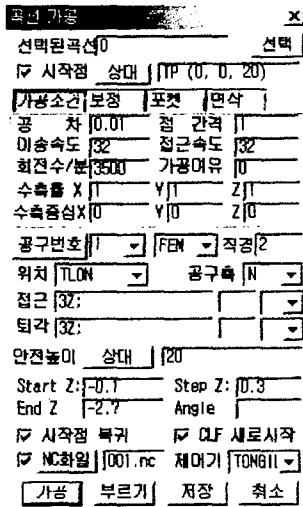 곡선 가공 x
선택된곡선 0 선택
시작점 상대 TP (0, 0, 20)
가공조건 보정 포켓 면삭
공 차 0.01 점 간격 1
이송속도 32 접근속도 32
회전수/분 3500 가공여유 0
수축률 X 1 Y 1 Z 1
수축중심X 0 Y 0 Z 0
공구번호 1 FEM 직경 2
위치 TLON 공구축 N
접근 3Z;
퇴각 3Z;
안전높이 상대 20
Start Z: -0.1 Step Z: 0.3
End Z -2.7 Angle
시작점 복귀 CLF 새로시작
NC화일 001.nc 제어기 TONGIL
가공 부르기 저장 취소